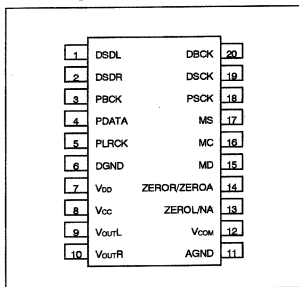 1 DSDL DBCK 20
2 DSDR DSCK 19
3 PBCK PSCK 18
4 PDATA MS 17
5 PLRCK MC 16
6 DGND MD 15
7 VDD ZEROR/ZEROA 14
8 VCC ZEROL/NA 13
9 VOUTL VCOM 12
10 VOUTR AGND 11